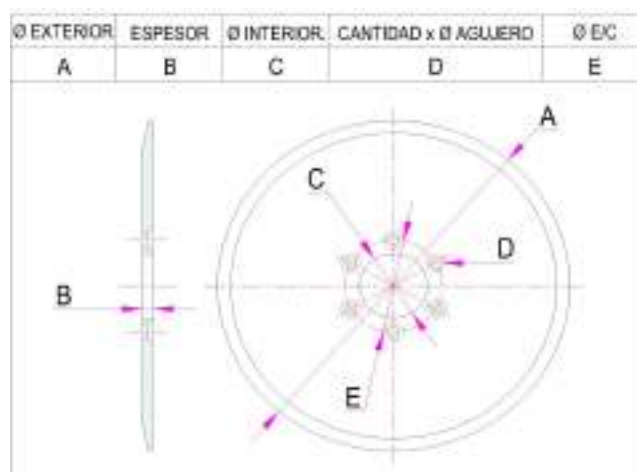 Ø EXTERIOR ESPESOR Ø INTERIOR. CANTIDAD x Ø AGUJERO Ø E/C
A B C D E
A
C
D
B
E